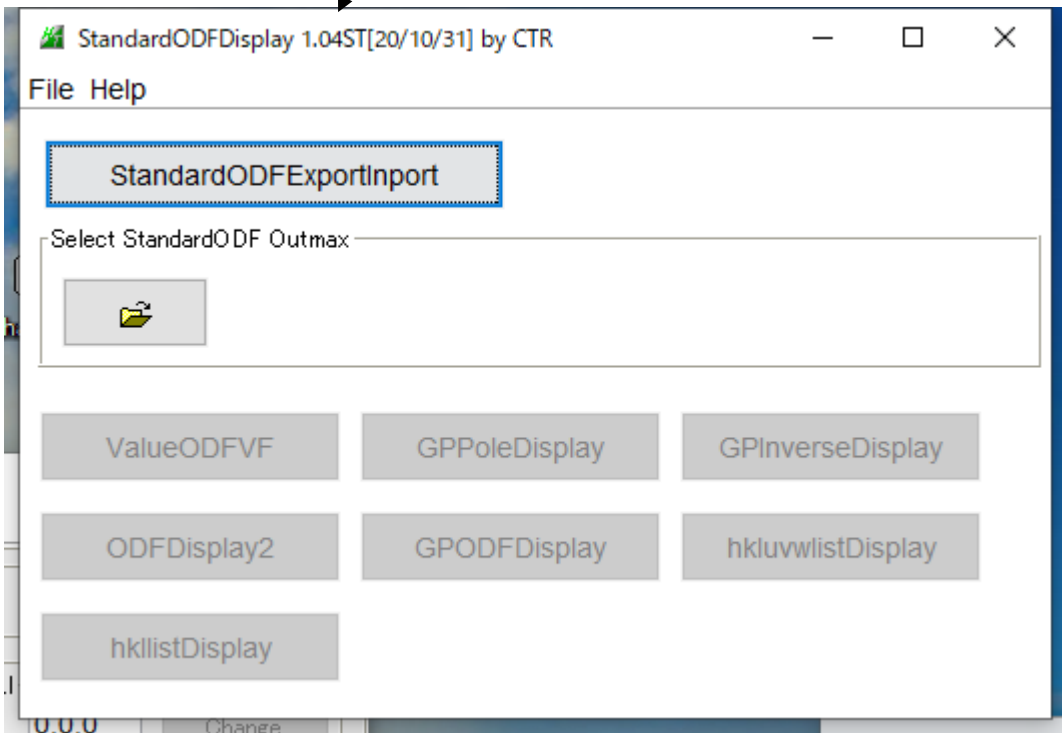 StandardODFDisplay 1.04ST[20/10/31] by CTR
File Help
StandardODFExportInport
Select StandardODF Outmax
ValueODFVF GPPoleDisplay GPInverseDisplay
ODFDisplay2 GPODFDisplay hkluvwlistDisplay
hkllistDisplay
0.0.0 Change